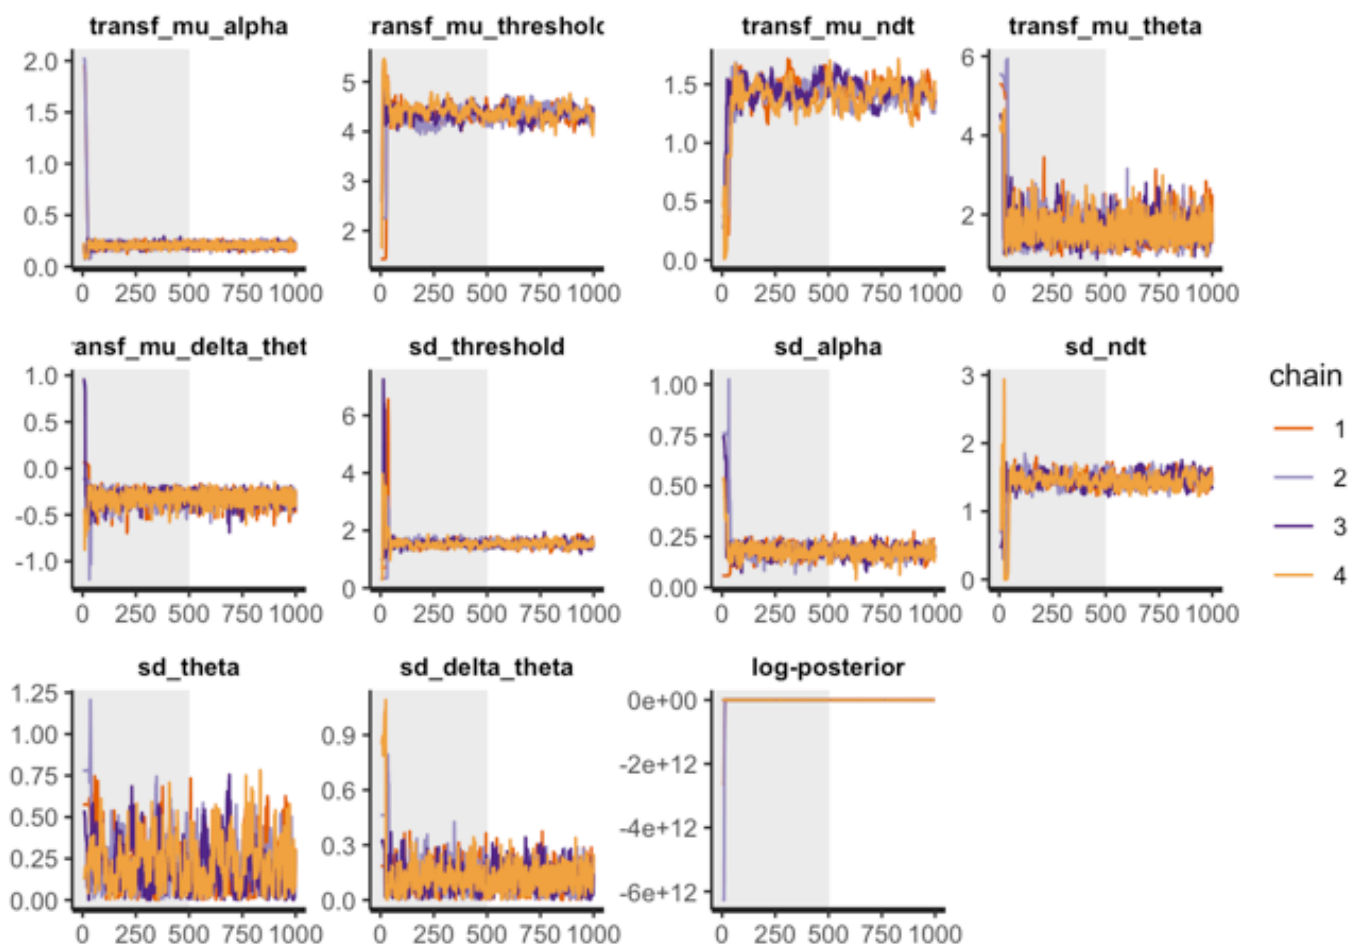 transf_mu_alpha
ransf_mu_threshold
transf_mu_ndt
transf_mu_theta
2.0
1.5
1.0
0.5
0.0
0 250 500 750 1000
5
4
3
2
0 250 500 750 1000
1.5
1.0
0.5
0.0
0 250 500 750 1000
6
4
2
0 250 500 750 1000
ansf_mu_delta_thet
sd_threshold
sd_alpha
sd_ndt
1.0
0.5
0.0
-0.5
-1.0
0 250 500 750 1000
6
4
2
0
0 250 500 750 1000
1.00
0.75
0.50
0.25
0.00
0 250 500 750 1000
3
2
1
0
0 250 500 750 1000
chain
1
2
3
4
sd_theta
sd_delta_theta
log-posterior
1.25
1.00
0.75
0.50
0.25
0.00
0 250 500 750 1000
0.9
0.6
0.3
0.0
0 250 500 750 1000
0e+00
-2e+12
-4e+12
-6e+12
0 250 500 750 1000